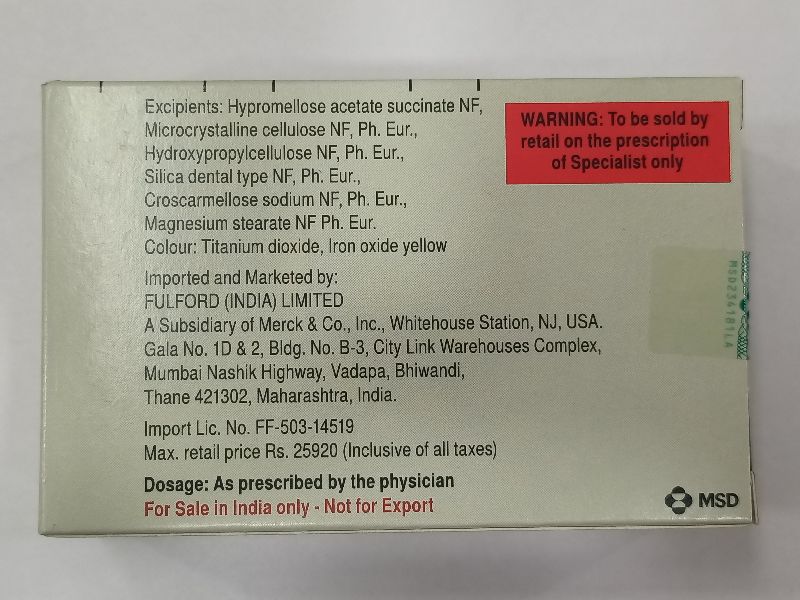 Excipients: Hypromellose acetate succinate NF,
Microcrystalline cellulose NF, Ph. Eur.,
Hydroxypropylcellulose NF, Ph. Eur.,
Silica dental type NF, Ph. Eur.,
Croscarmellose sodium NF, Ph. Eur.,
Magnesium stearate NF Ph. Eur.
Colour: Titanium dioxide, Iron oxide yellow
WARNING: To be sold by
retail on the prescription
of Specialist only
Imported and Marketed by:
FULFORD (INDIA) LIMITED
A Subsidiary of Merck & Co., Inc., Whitehouse Station, NJ, USA.
Gala No. 1D & 2, Bldg. No. B-3, City Link Warehouses Complex,
Mumbai Nashik Highway, Vadapa, Bhiwandi,
Thane 421302, Maharashtra, India.
Import Lic. No. FF-503-14519
Max. retail price Rs. 25920 (Inclusive of all taxes)
Dosage: As prescribed by the physician
For Sale in India only - Not for Export
MSD